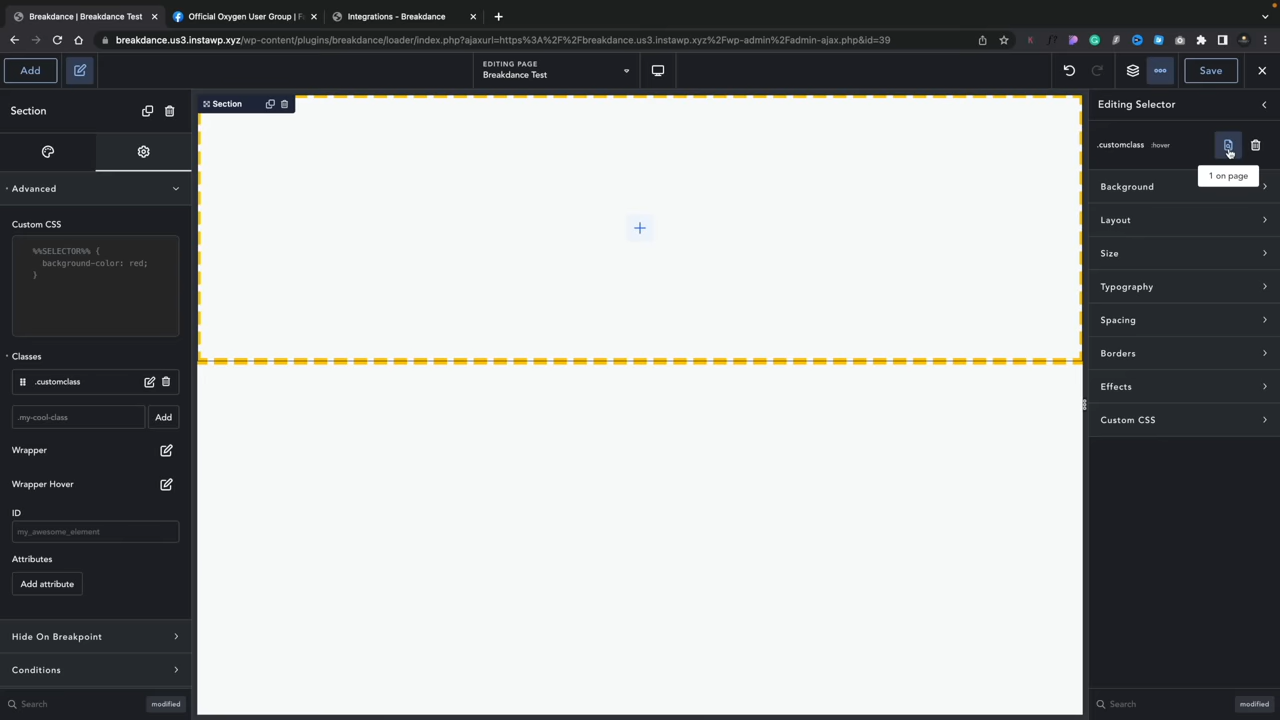 Breakdance | Breakdance Test
Official Oxygen User Group | F
Integrations – Breakdance
breakdance.us3.instawp.xyz/wp-content/plugins/breakdance/loader/index.php?ajaxurl=https%3A%2F%2Fbreakdance.us3.instawp.xyz%2Fwp-admin%2Fadmin-ajax.php&id=39
Add
EDITING PAGE
Breakdance Test
Save
Section
Section
Editing Selector
.customclass :hover
1 on page
Advanced
Custom CSS
%%SELECTOR%% {
background-color: red;
}
Classes
.customclass
.my-cool-class
Add
Wrapper
Wrapper Hover
ID
my_awesome_element
Attributes
Add attribute
Hide On Breakpoint
Conditions
Search
modified
Background
Layout
Size
Typography
Spacing
Borders
Effects
Custom CSS
Search
modified